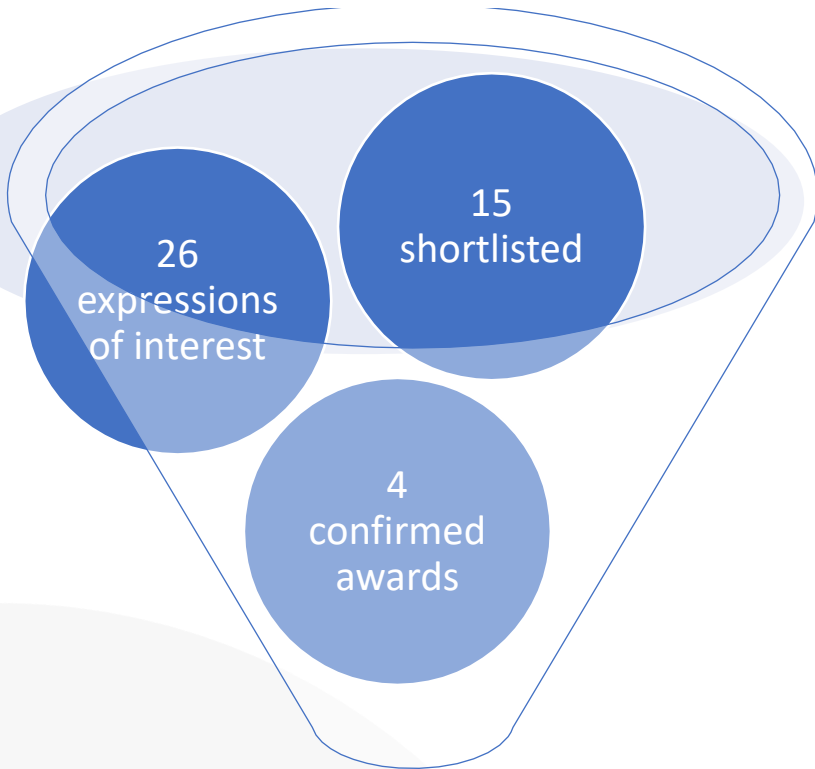 26
expressions
of interest
15
shortlisted
4
confirmed
awards